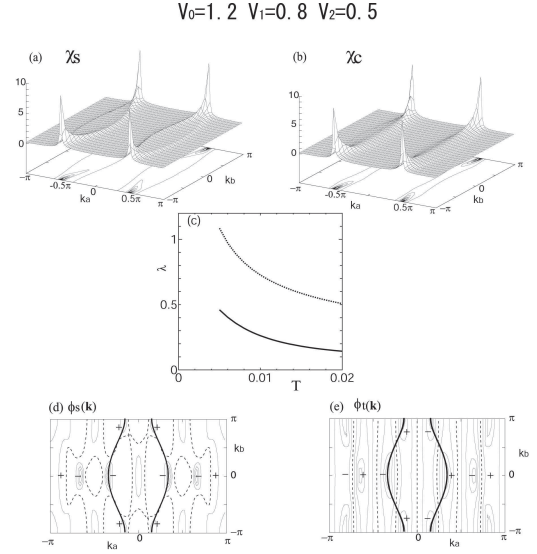 V₀=1.2 V₁=0.8 V₂=0.5
(a) χs
10
5
0
-π
-0.5π
0
0.5π
π
ka
-π
0
π
kb
(b) χc
10
5
0
-π
-0.5π
0
0.5π
π
ka
-π
0
π
kb
(c)
1
0.5
0
λ
0
0.01
0.02
T
(d) ϕs(k)
+ + + − − − + + +
π
kb
0
-π
-π
0
π
ka
(e) ϕt(k)
− + − + − + − +
π
kb
0
-π
-π
0
π
ka